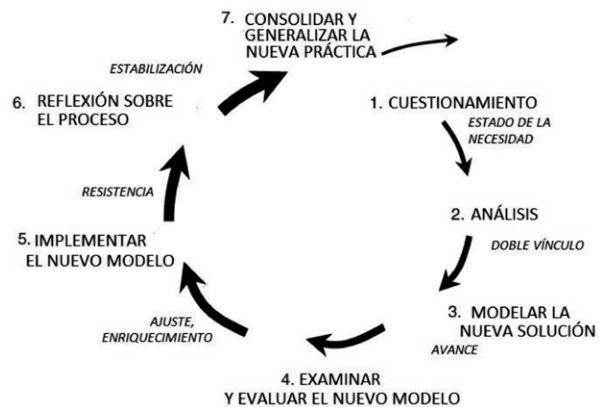 7. CONSOLIDAR Y
GENERALIZAR LA
NUEVA PRÁCTICA
1. CUESTIONAMIENTO
ESTADO DE LA
NECESIDAD
2. ANÁLISIS
DOBLE VÍNCULO
3. MODELAR LA
NUEVA SOLUCIÓN
AVANCE
4. EXAMINAR
Y EVALUAR EL NUEVO MODELO
AJUSTE,
ENRIQUECIMIENTO
5. IMPLEMENTAR
EL NUEVO MODELO
RESISTENCIA
6. REFLEXIÓN SOBRE
EL PROCESO
ESTABILIZACIÓN